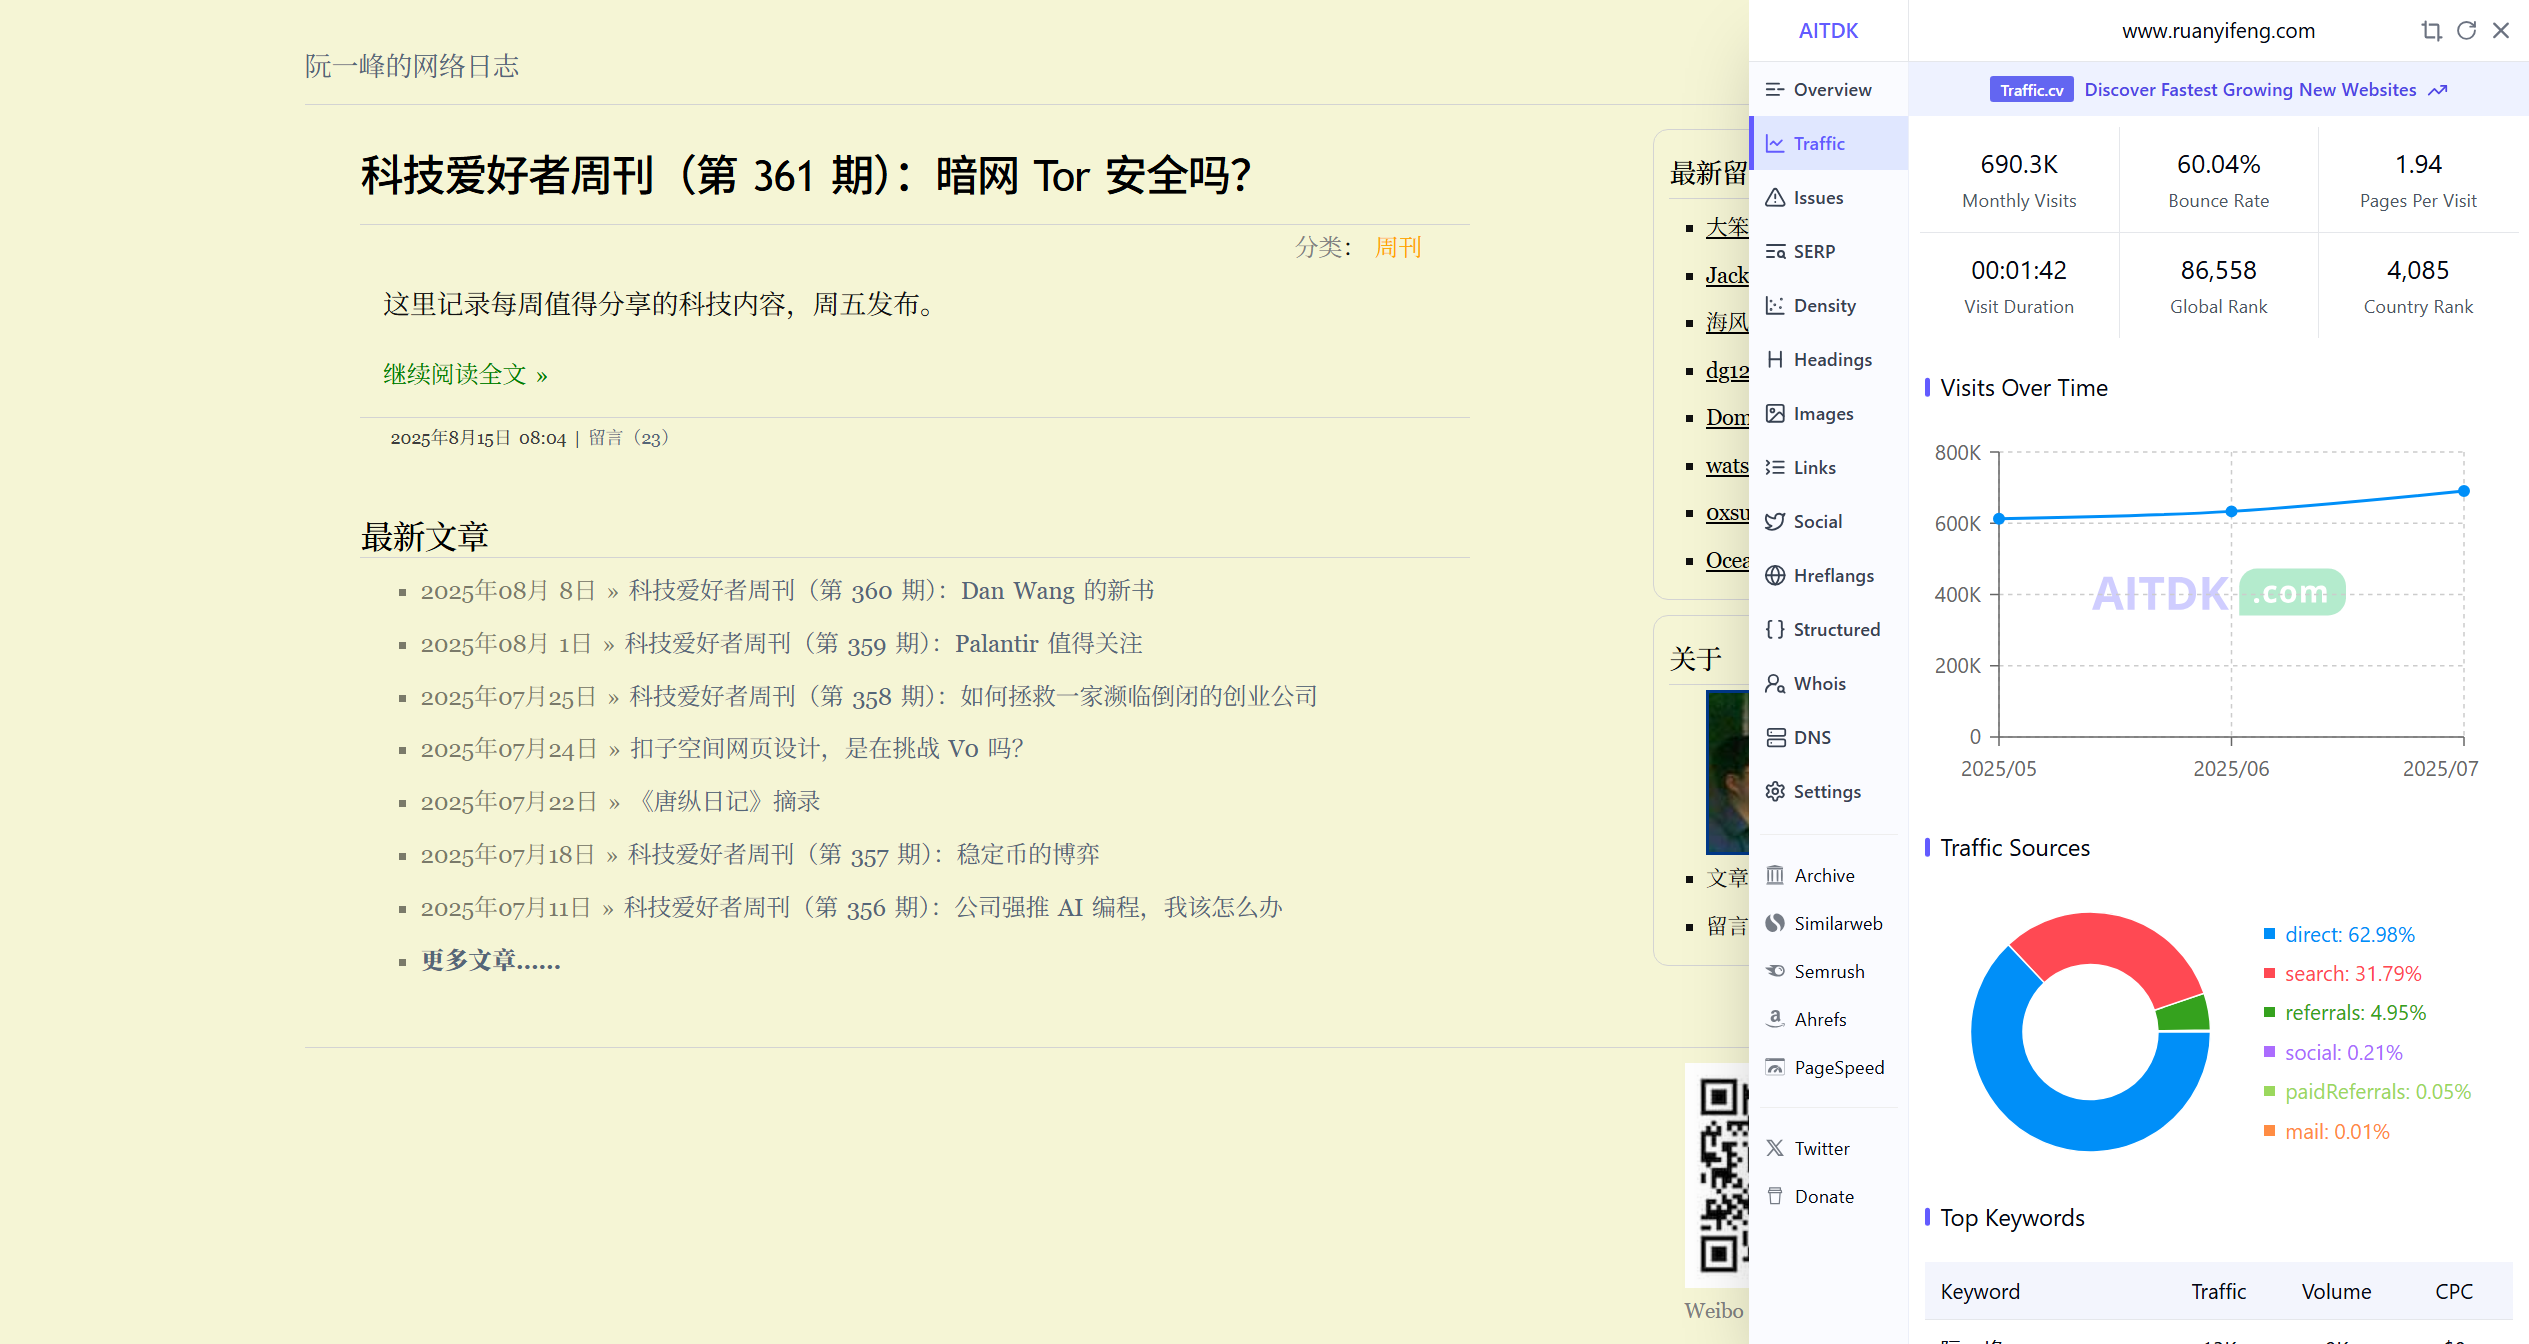 阮一峰的网络日志
科技爱好者周刊（第 361 期）：暗网 Tor 安全吗？
分类： 周刊
这里记录每周值得分享的科技内容，周五发布。
继续阅读全文 »
2025年8月15日 08:04 | 留言（23）
最新文章
2025年08月 8日 » 科技爱好者周刊（第 360 期）：Dan Wang 的新书
2025年08月 1日 » 科技爱好者周刊（第 359 期）：Palantir 值得关注
2025年07月25日 » 科技爱好者周刊（第 358 期）：如何拯救一家濒临倒闭的创业公司
2025年07月24日 » 扣子空间网页设计，是在挑战 V0 吗？
2025年07月22日 » 《唐纵日记》摘录
2025年07月18日 » 科技爱好者周刊（第 357 期）：稳定币的博弈
2025年07月11日 » 科技爱好者周刊（第 356 期）：公司强推 AI 编程，我该怎么办
更多文章……
最新留
大笨
Jack
海风
dg12
Dom
wats
oxsu
Ocea
关于
文章
留言
Weibo
AITDK
Overview
Traffic
Issues
SERP
Density
Headings
Images
Links
Social
Hreflangs
Structured
Whois
DNS
Settings
Archive
Similarweb
Semrush
Ahrefs
PageSpeed
Twitter
Donate
www.ruanyifeng.com
Traffic.cv Discover Fastest Growing New Websites
690.3K 60.04% 1.94
Monthly Visits Bounce Rate Pages Per Visit
00:01:42 86,558 4,085
Visit Duration Global Rank Country Rank
Visits Over Time
800K
600K
400K
200K
0
2025/05 2025/06 2025/07
AITDK .com
Traffic Sources
direct: 62.98%
search: 31.79%
referrals: 4.95%
social: 0.21%
paidReferrals: 0.05%
mail: 0.01%
Top Keywords
Keyword Traffic Volume CPC